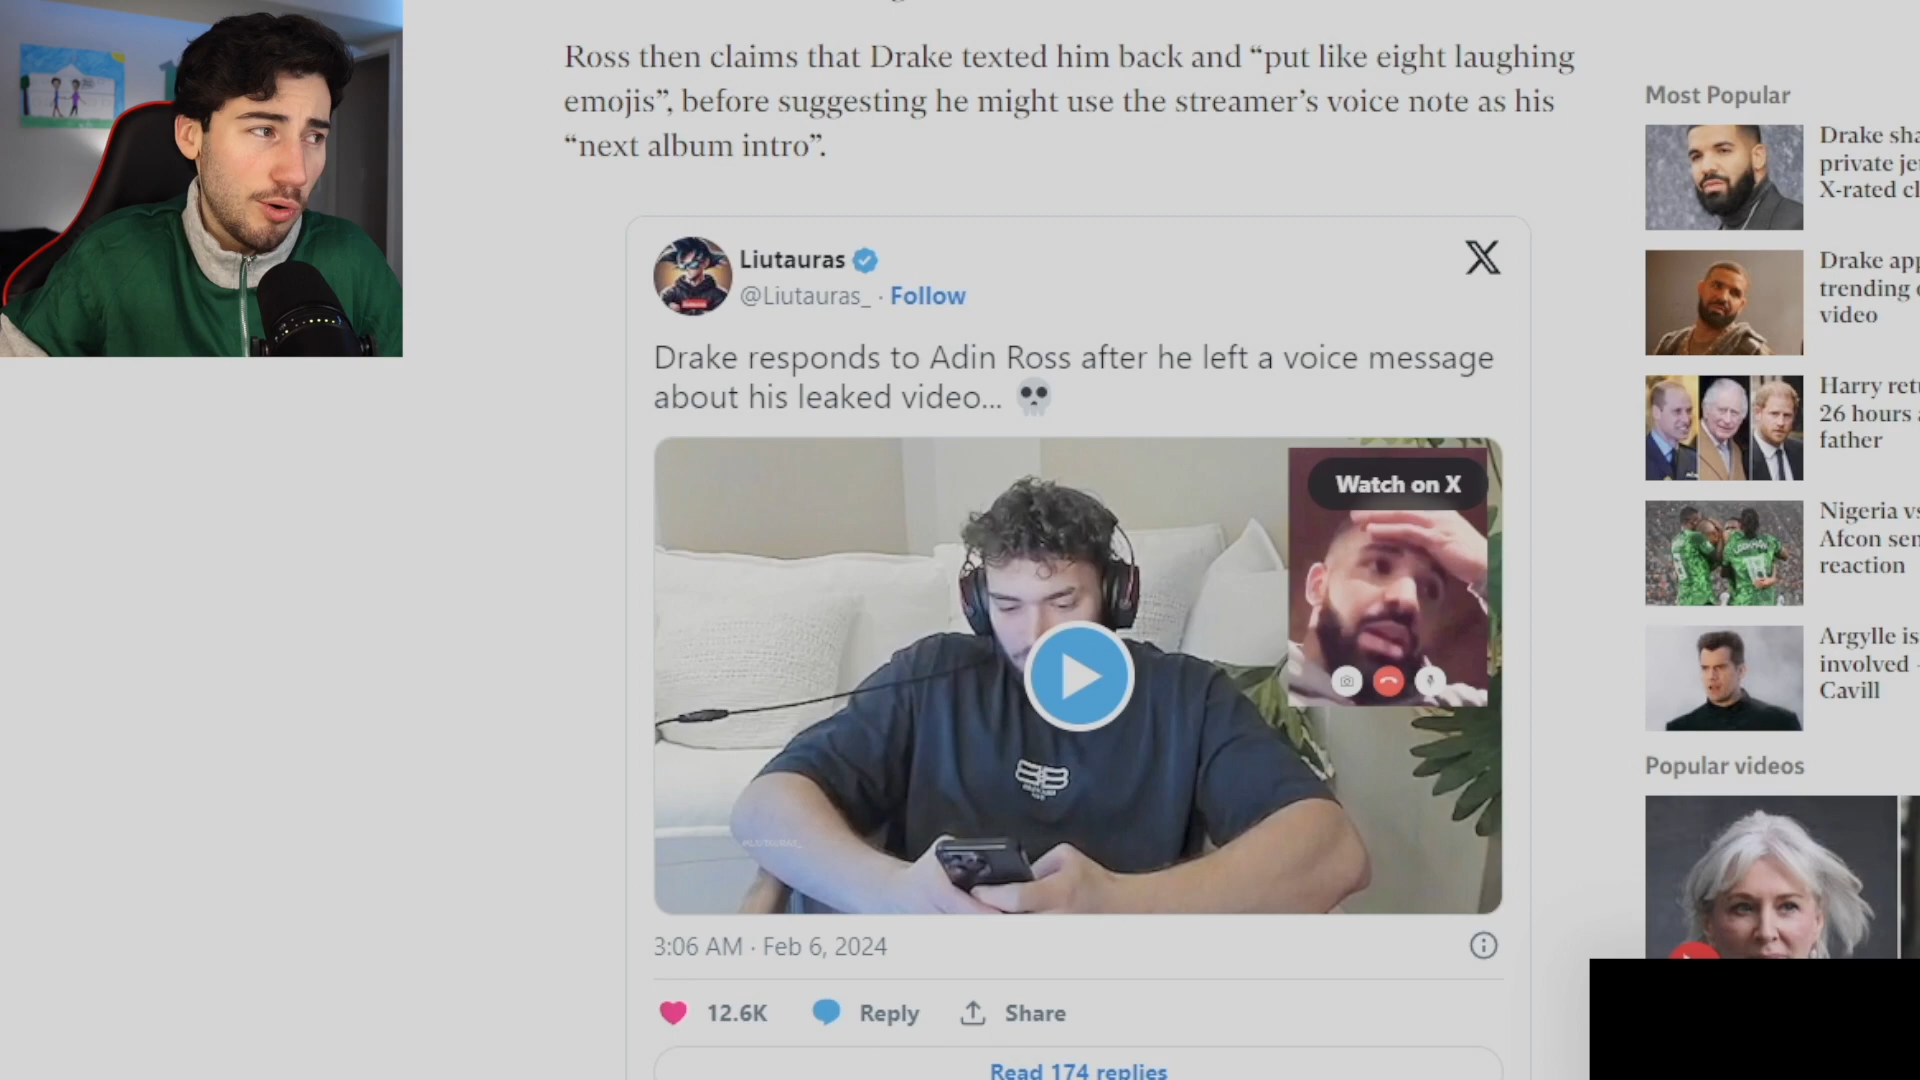 Ross then claims that Drake texted him back and “put like eight laughing
emojis”, before suggesting he might use the streamer’s voice note as his
“next album intro”.
Liutauras
@Liutauras_ · Follow
Drake responds to Adin Ross after he left a voice message
about his leaked video...
Watch on X
3:06 AM · Feb 6, 2024
12.6K
Reply
Share
Read 174 replies
Most Popular
Drake sha
private je
X-rated cl
Drake app
trending
video
Harry ret
26 hours
father
Nigeria vs
Afcon sem
reaction
Argylle is
involved -
Cavill
Popular videos